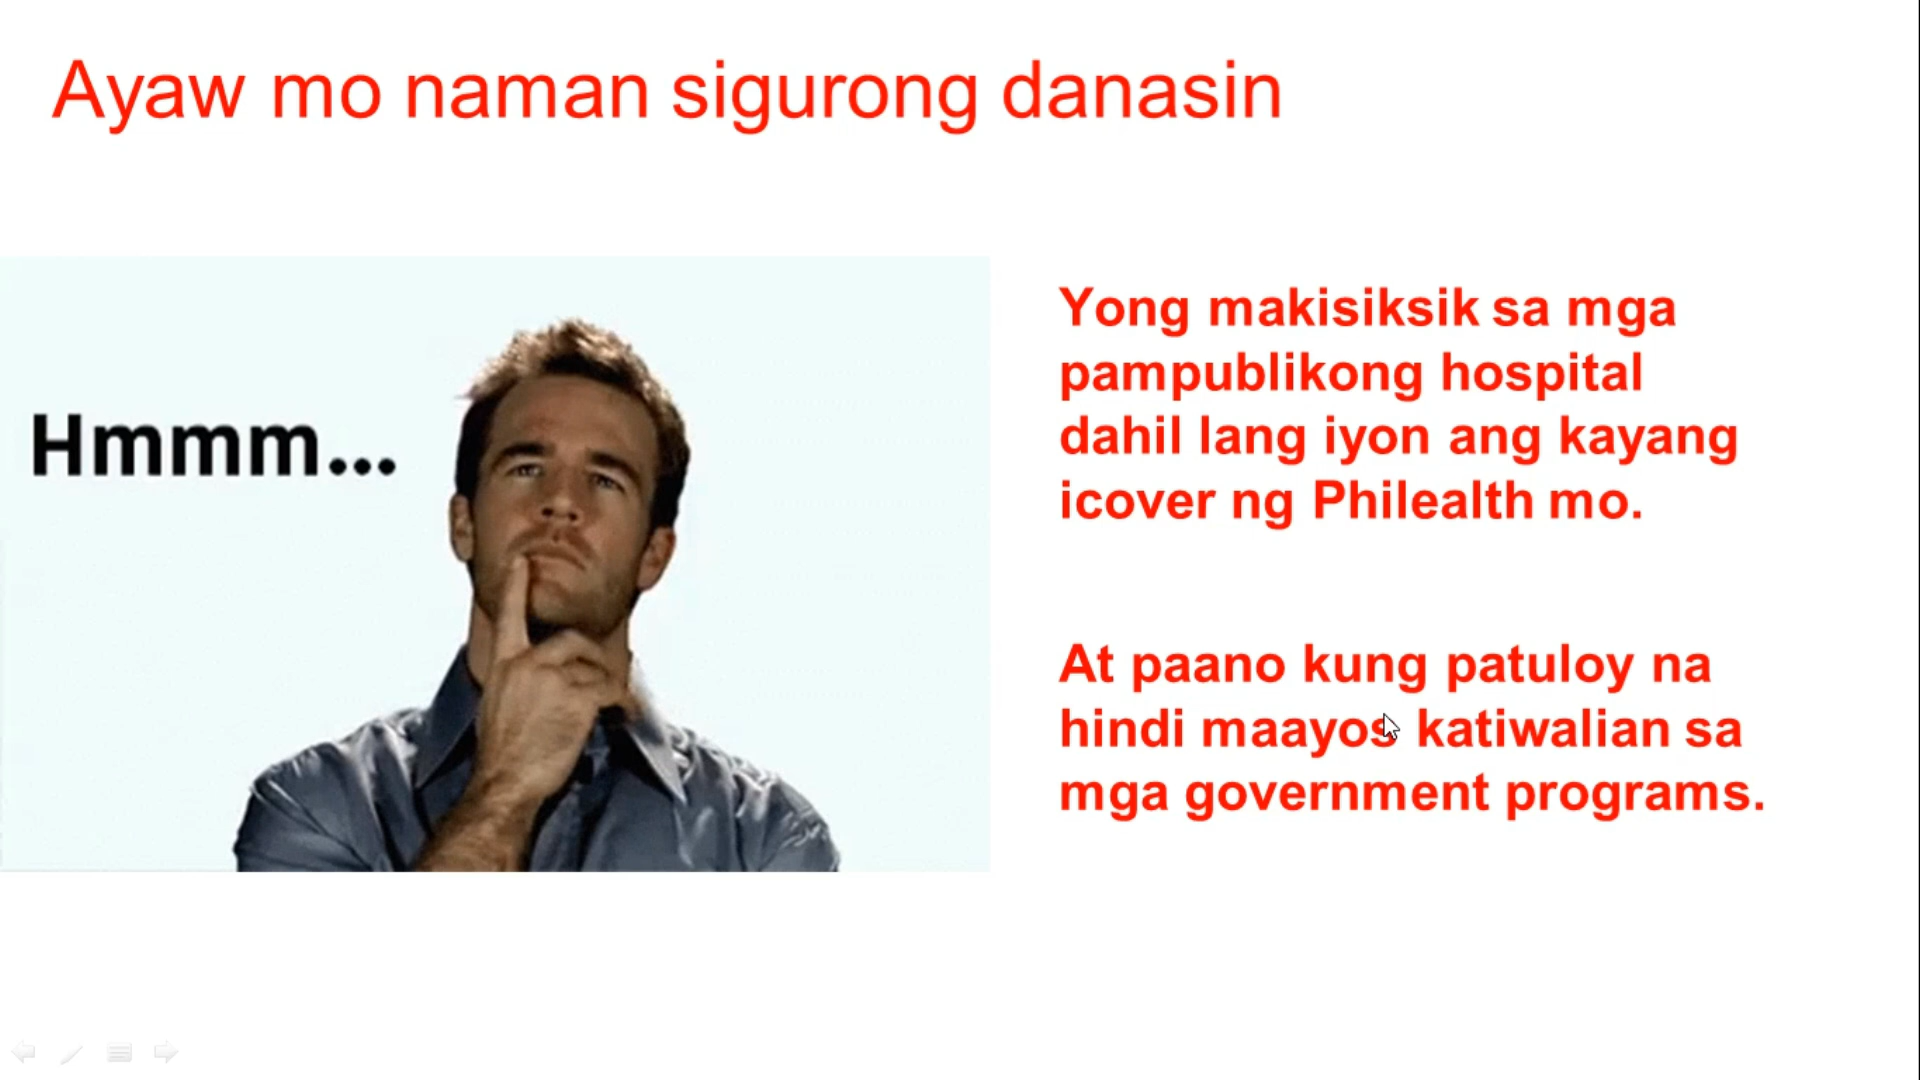 Ayaw mo naman sigurong danasin
Hmmm...
Yong makisiksik sa mga
pampublikong hospital
dahil lang iyon ang kayang
icover ng Philealth mo.
At paano kung patuloy na
hindi maayos katiwalian sa
mga government programs.